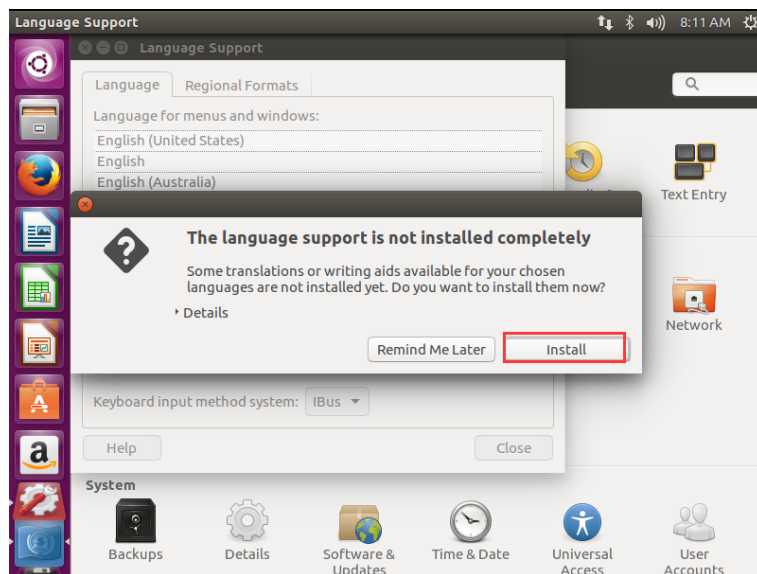 Language Support
8:11 AM
Language Support
Language
Regional Formats
Language for menus and windows:
English (United States)
English
English (Australia)
Text Entry
The language support is not installed completely
Some translations or writing aids available for your chosen
languages are not installed yet. Do you want to install them now?
Details
Remind Me Later
Install
Network
Keyboard input method system:
IBus
Help
Close
System
Backups
Details
Software &
Updates
Time & Date
Universal
Access
User
Accounts